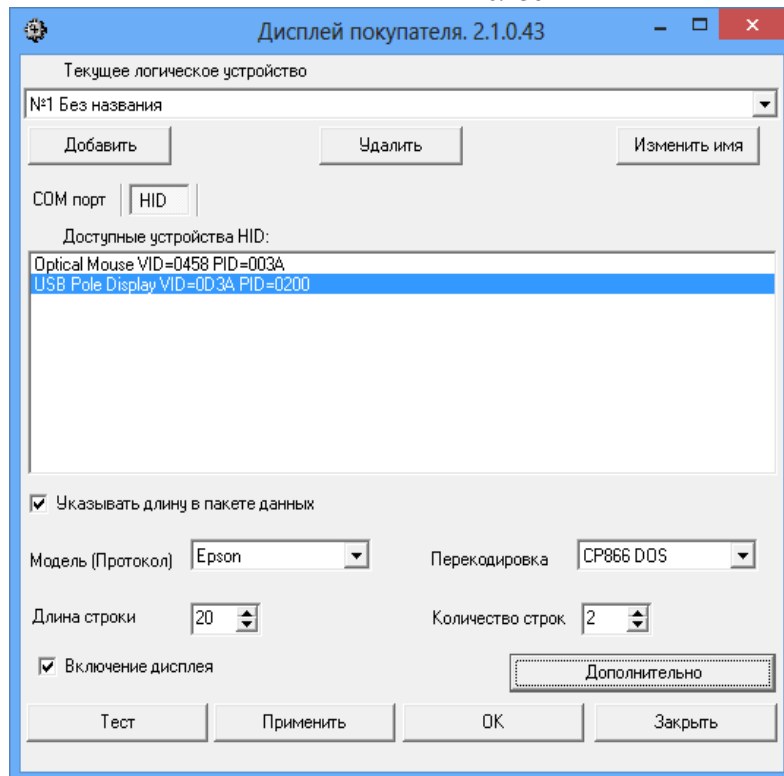 Дисплей покупателя. 2.1.0.43
Текущее логическое устройство
№1 Без названия
Добавить Удалить Изменить имя
COM порт HID
Доступные устройства HID:
Optical Mouse VID=0458 PID=003A
USB Pole Display VID=0D3A PID=0200
Указывать длину в пакете данных
Модель (Протокол) Epson Перекодировка CP866 DOS
Длина строки 20 Количество строк 2
Включение дисплея Дополнительно
Тест Применить OK Закрыть